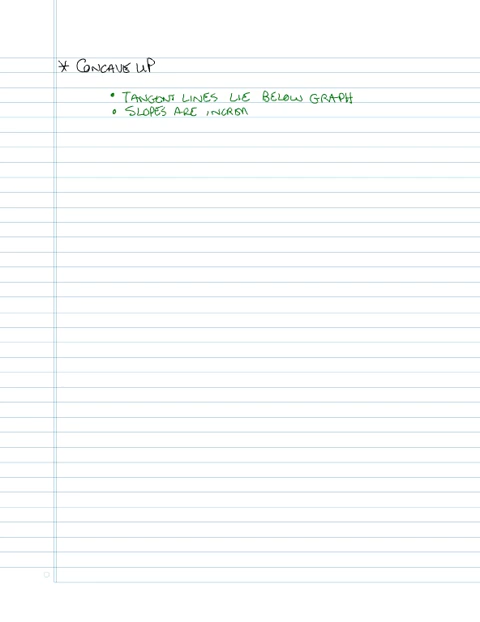 * CONCAVE UP
• TANGENT LINES LIE BELOW GRAPH
• SLOPES ARE INCREA